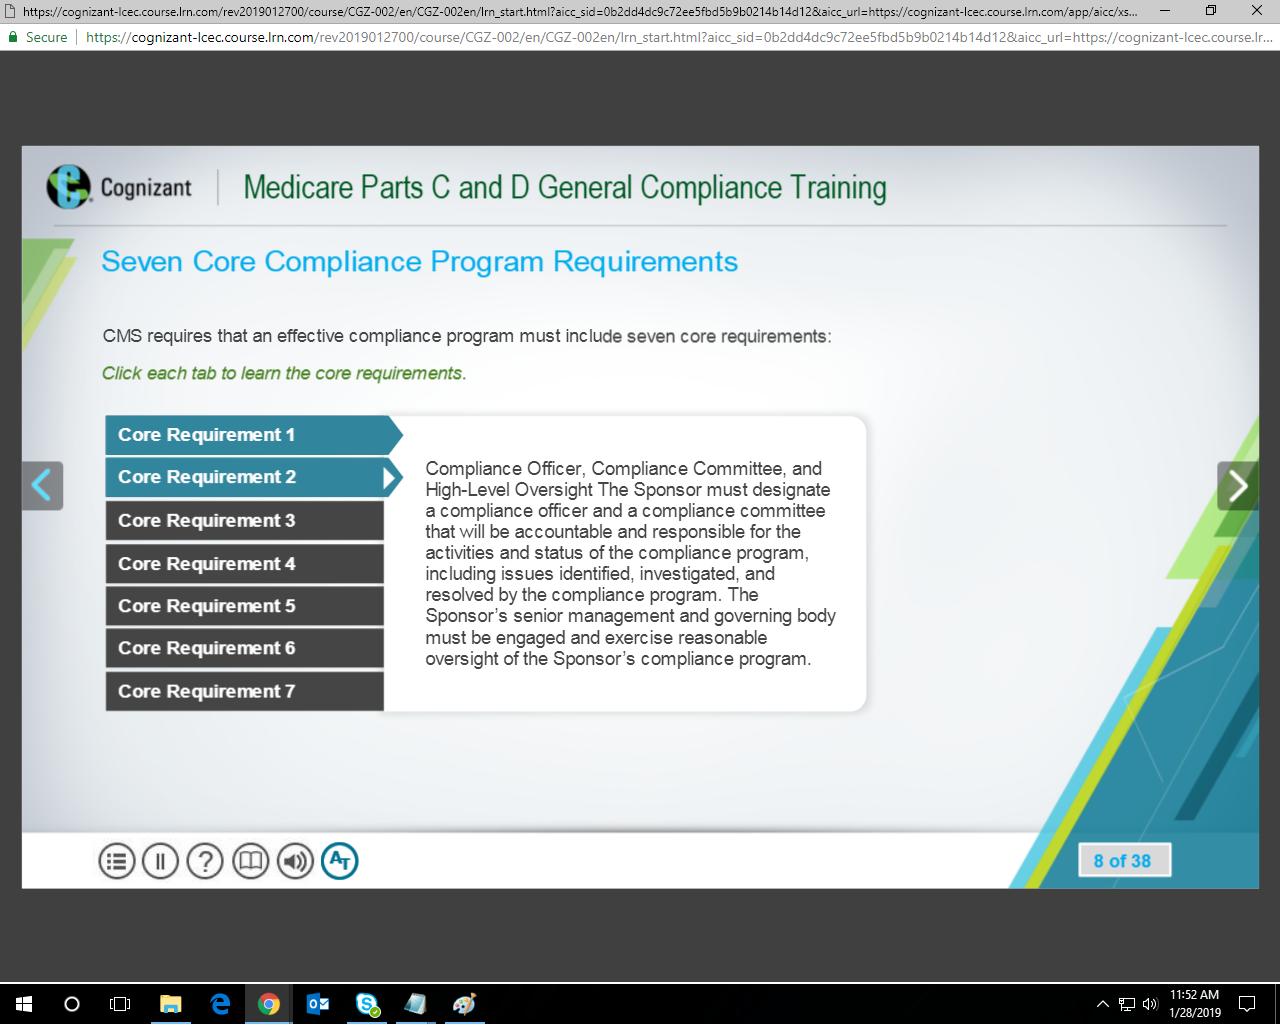 https://cognizant-lcec.course.lrn.com/rev2019012700/course/CGZ-002/en/CGZ-002en/lrn_start.html?aicc_sid=0b2dd4dc9c72ee5fbd5b9b0214b14d12&aicc_url=https://cognizant-lcec.course.lrn.com/app/aicc/xs...
Secure https://cognizant-lcec.course.lrn.com/rev2019012700/course/CGZ-002/en/CGZ-002en/lrn_start.html?aicc_sid=0b2dd4dc9c72ee5fbd5b9b0214b14d12&aicc_url=https://cognizant-lcec.course.lr...
Cognizant Medicare Parts C and D General Compliance Training
Seven Core Compliance Program Requirements
CMS requires that an effective compliance program must include seven core requirements:
Click each tab to learn the core requirements.
Core Requirement 1
Core Requirement 2
Core Requirement 3
Core Requirement 4
Core Requirement 5
Core Requirement 6
Core Requirement 7
Compliance Officer, Compliance Committee, and
High-Level Oversight The Sponsor must designate
a compliance officer and a compliance committee
that will be accountable and responsible for the
activities and status of the compliance program,
including issues identified, investigated, and
resolved by the compliance program. The
Sponsor’s senior management and governing body
must be engaged and exercise reasonable
oversight of the Sponsor’s compliance program.
8 of 38
11:52 AM
1/28/2019